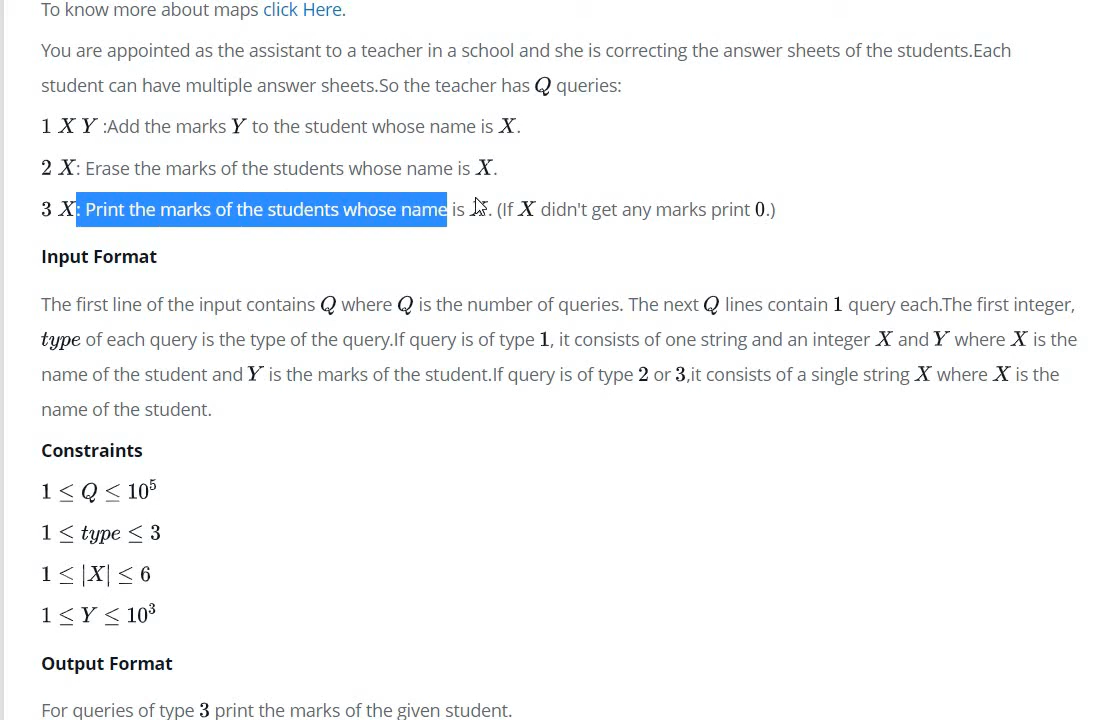 To know more about maps click Here.
You are appointed as the assistant to a teacher in a school and she is correcting the answer sheets of the students.Each
student can have multiple answer sheets.So the teacher has Q queries:
1 X Y :Add the marks Y to the student whose name is X.
2 X: Erase the marks of the students whose name is X.
3 X: Print the marks of the students whose name is X. (If X didn't get any marks print 0.)
Input Format
The first line of the input contains Q where Q is the number of queries. The next Q lines contain 1 query each.The first integer,
type of each query is the type of the query.If query is of type 1, it consists of one string and an integer X and Y where X is the
name of the student and Y is the marks of the student.If query is of type 2 or 3,it consists of a single string X where X is the
name of the student.
Constraints
1 ≤ Q ≤ 10⁵
1 ≤ type ≤ 3
1 ≤ |X| ≤ 6
1 ≤ Y ≤ 10³
Output Format
For queries of type 3 print the marks of the given student.